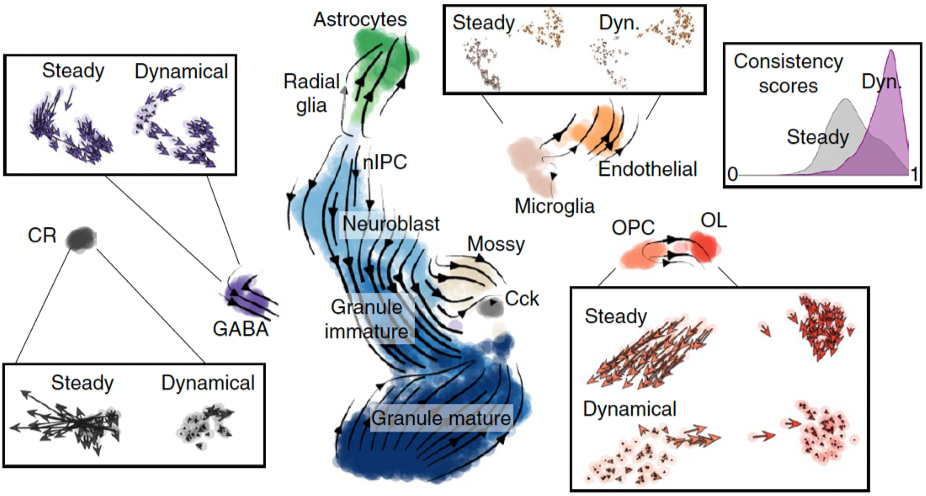 Astrocytes
Radial
glia
Steady
Dyn.
Consistency
scores
Dyn.
Steady
0
1
Steady
Dynamical
nIPC
Endothelial
Microglia
Neuroblast
CR
OPC
OL
Mossy
Cck
GABA
Granule
immature
Steady
Dynamical
Granule mature
Steady
Dynamical